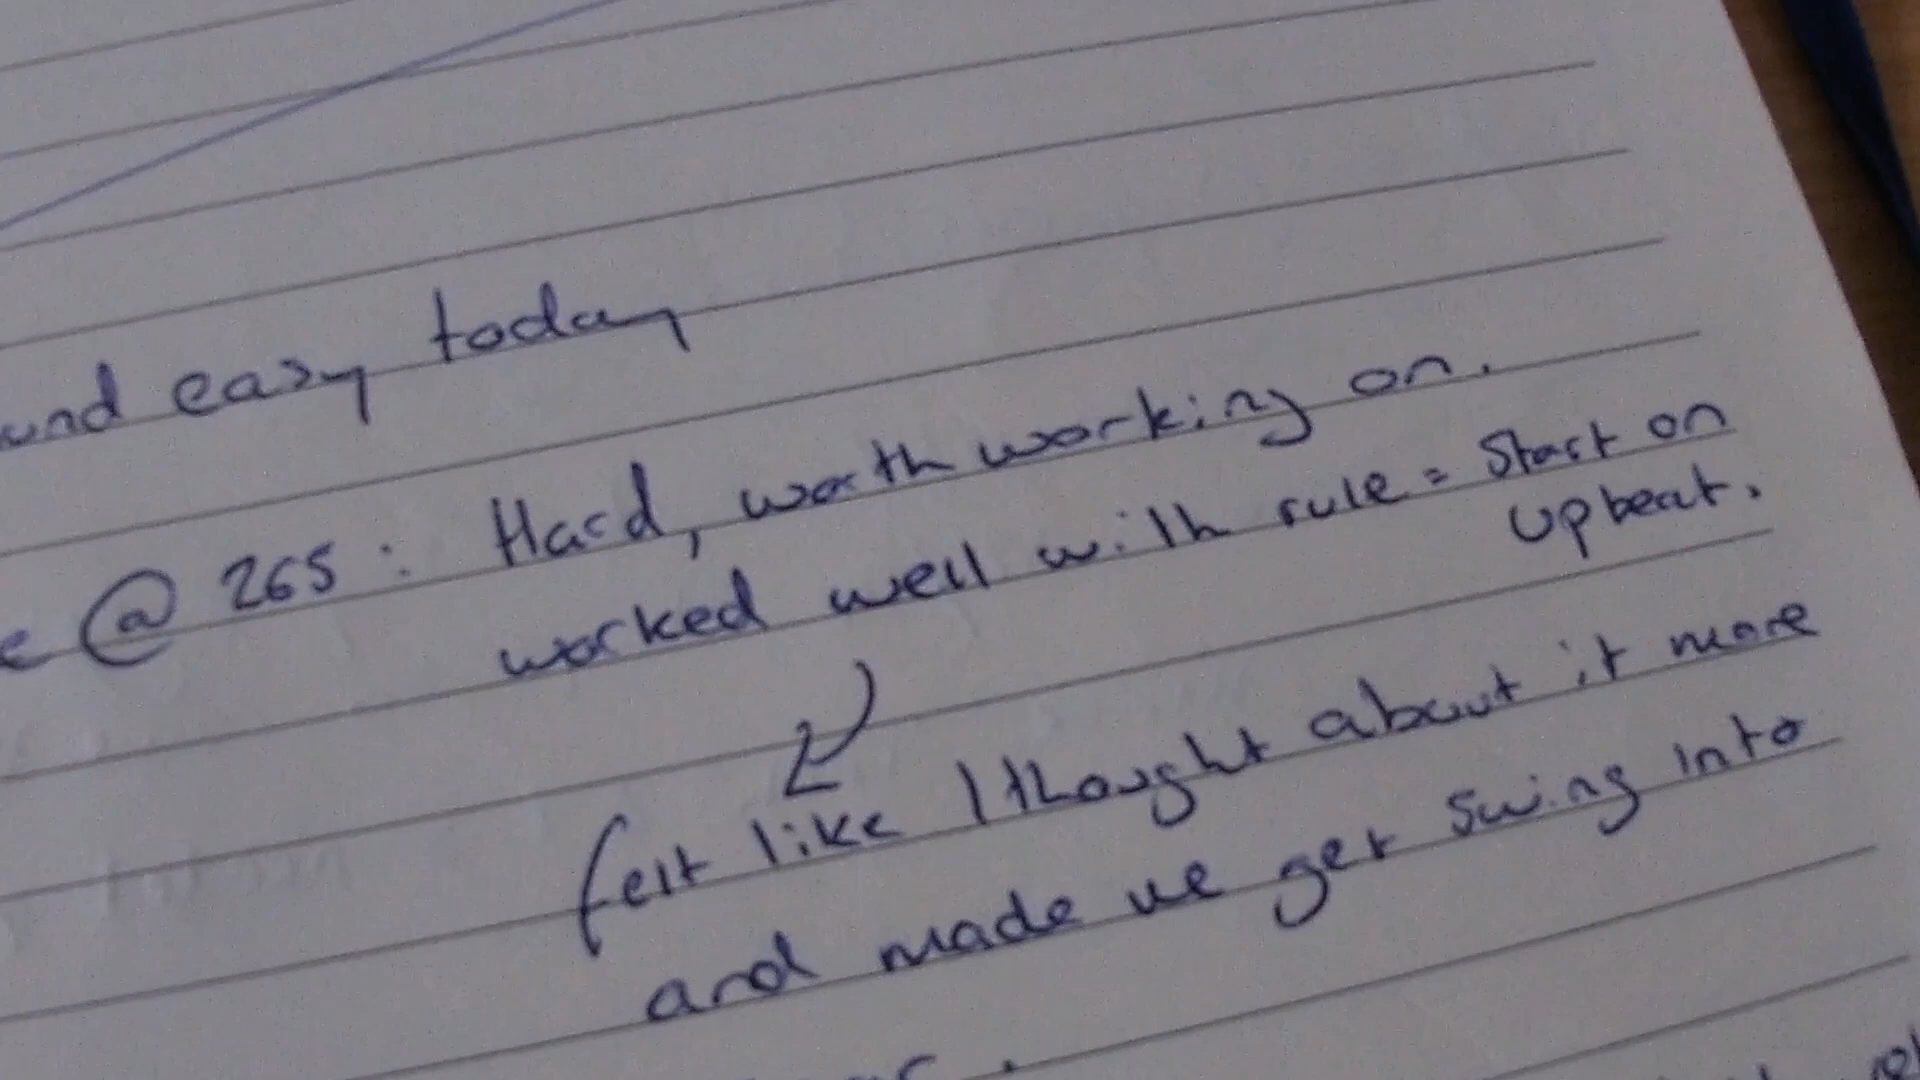 easy today
@ 265 : Hard, worth working on.
worked well with rule = Start on
upbeat.
felt like I thought about it more
and made me get swing into